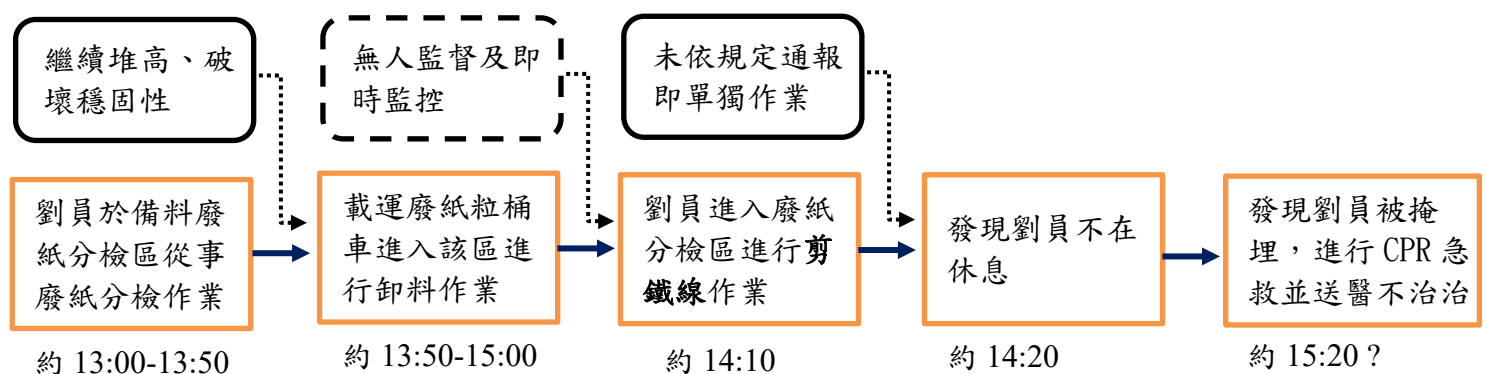 繼續堆高、破
壞穩固性
無人監督及即
時監控
未依規定通報
即單獨作業
劉員於備料廢
紙分檢區從事
廢紙分檢作業
載運廢紙粒桶
車進入該區進
行卸料作業
劉員進入廢紙
分檢區進行剪
鐵線作業
發現劉員不在
休息
發現劉員被掩
埋，進行 CPR 急
救並送醫不治治
約 13:00-13:50
約 13:50-15:00
約 14:10
約 14:20
約 15:20？